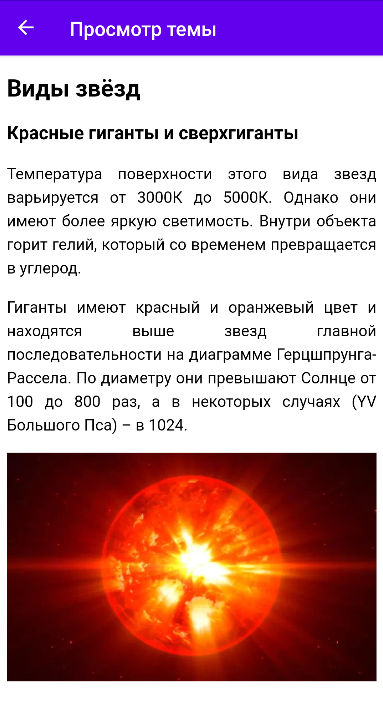 Просмотр темы
Виды звёзд
Красные гиганты и сверхгиганты
Температура поверхности этого вида звезд
варьируется от 3000К до 5000К. Однако они
имеют более яркую светимость. Внутри объекта
горит гелий, который со временем превращается
в углерод.
Гиганты имеют красный и оранжевый цвет и
находятся выше звезд главной
последовательности на диаграмме Герцшпрунга-
Рассела. По диаметру они превышают Солнце от
100 до 800 раз, а в некоторых случаях (YV
Большого Пса) – в 1024.